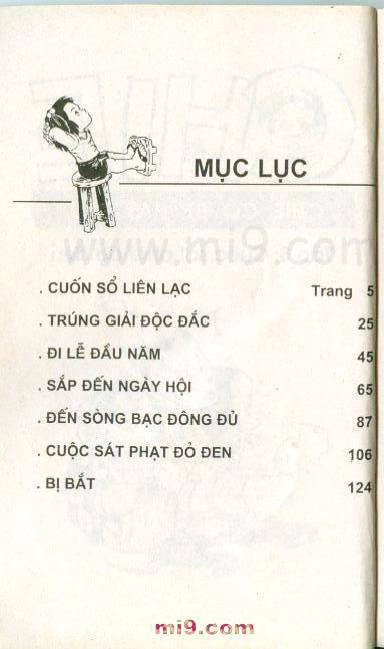 MỤC LỤC
www.mi9.com
. CUỐN SỔ LIÊN LẠC Trang 5
. TRÚNG GIẢI ĐỘC ĐẮC 25
. ĐI LỄ ĐẦU NĂM 45
. SẮP ĐẾN NGÀY HỘI 65
. ĐẾN SÒNG BẠC ĐÔNG ĐỦ 87
. CUỘC SÁT PHẠT ĐỎ ĐEN 106
. BỊ BẮT 124
mi9.com